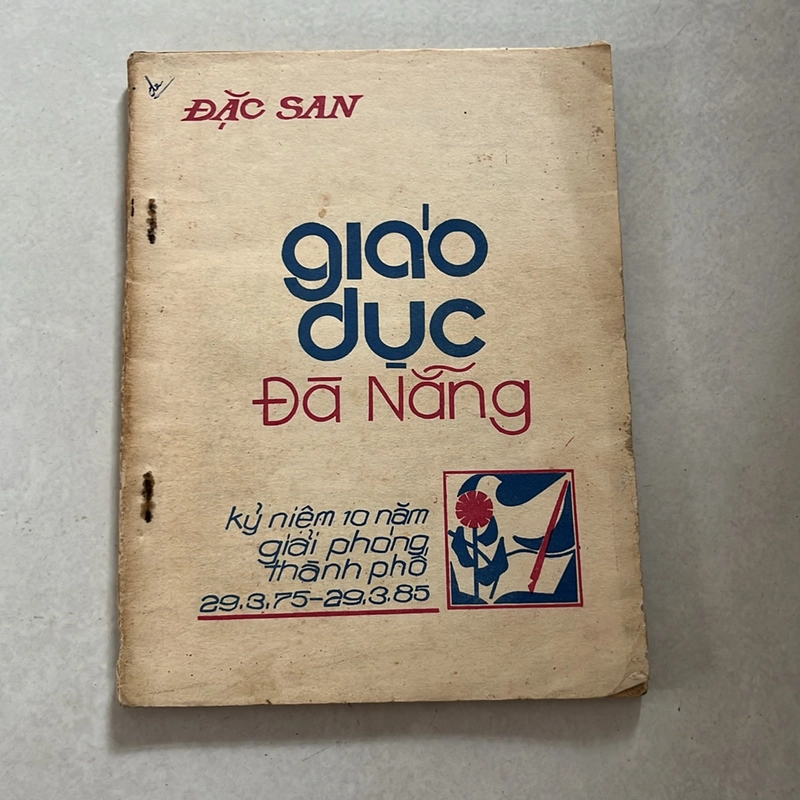 ĐẶC SAN
giáo
dục
Đà Nẵng
kỷ niệm 10 năm
giải phóng
thành phố
29.3.75-29.3.85